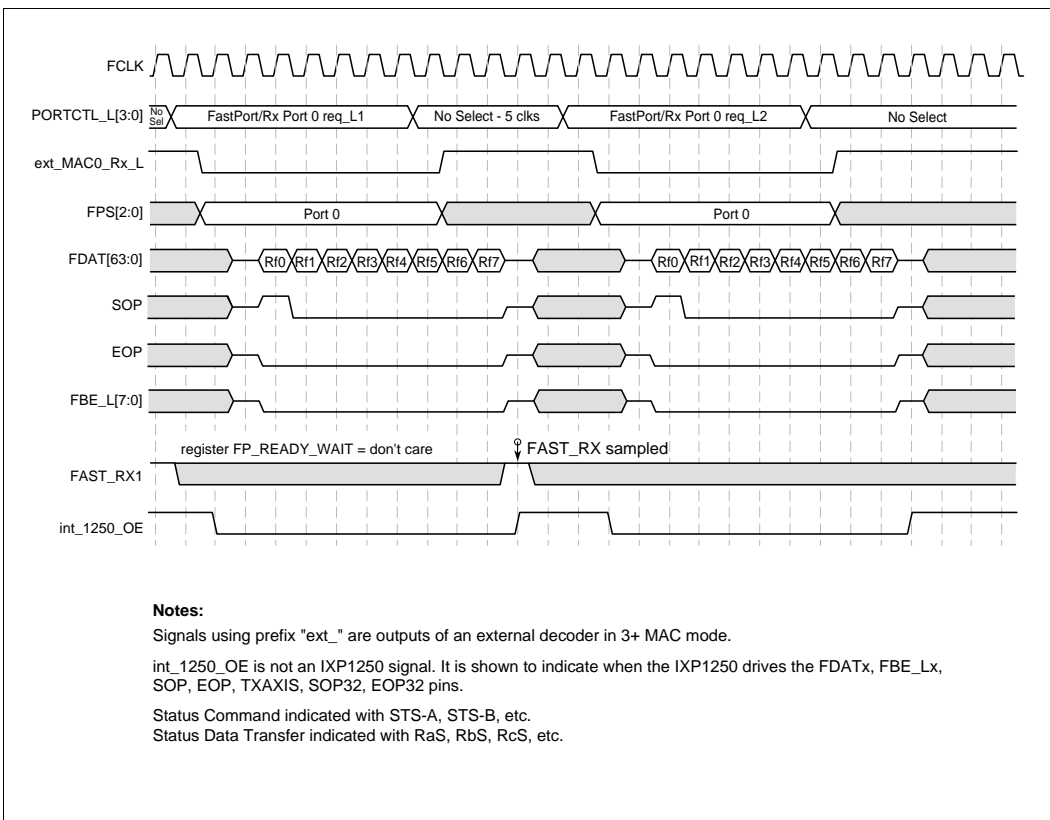 FCLK
PORTCTL_L[3:0] No Sel FastPort/Rx Port 0 req_L1 No Select - 5 clks FastPort/Rx Port 0 req_L2 No Select
ext_MAC0_Rx_L
FPS[2:0] Port 0 Port 0
FDAT[63:0] Rf0 Rf1 Rf2 Rf3 Rf4 Rf5 Rf6 Rf7 Rf0 Rf1 Rf2 Rf3 Rf4 Rf5 Rf6 Rf7
SOP
EOP
FBE_L[7:0]
register FP_READY_WAIT = don't care FAST_RX sampled
FAST_RX1
int_1250_OE
Notes:
Signals using prefix "ext_" are outputs of an external decoder in 3+ MAC mode.
int_1250_OE is not an IXP1250 signal. It is shown to indicate when the IXP1250 drives the FDATx, FBE_Lx,
SOP, EOP, TXAXIS, SOP32, EOP32 pins.
Status Command indicated with STS-A, STS-B, etc.
Status Data Transfer indicated with RaS, RbS, RcS, etc.